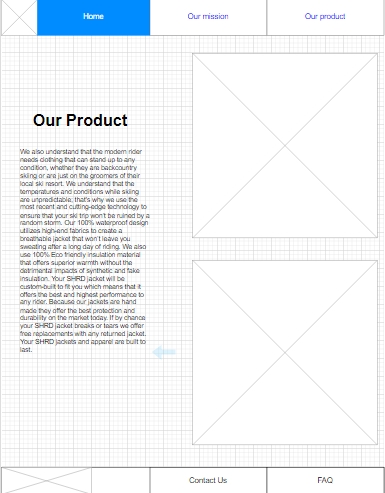 Home
Our mission
Our product
Our Product
We also understand that the modern rider
needs clothing that can stand up to any
condition, whether they are backcountry
skiing or are just on the groomers of their
local ski resort. We understand that the
temperatures and conditions while skiing
are unpredictable, that's why we use the
most recent and cutting-edge technology to
ensure that your ski trip won't be ruined by a
random storm. Our 100% waterproof design
utilizes high-end fabrics to create a
breathable jacket that won't leave you
sweating after a long day of riding. We also
use 100% Eco friendly insulation material
that offers superior warmth without the
detrimental impacts of synthetic and fake
insulation. Your SHRD jacket will be
custom-built to fit you which means that it
offers the best and highest performance to
any rider. Because our jackets are hand
made they offer the best protection and
durability on the market today. If by chance
your SHRD jacket breaks or tears we offer
free replacements with any returned jacket.
Your SHRD jackets and apparel are built to
last.
Contact Us
FAQ